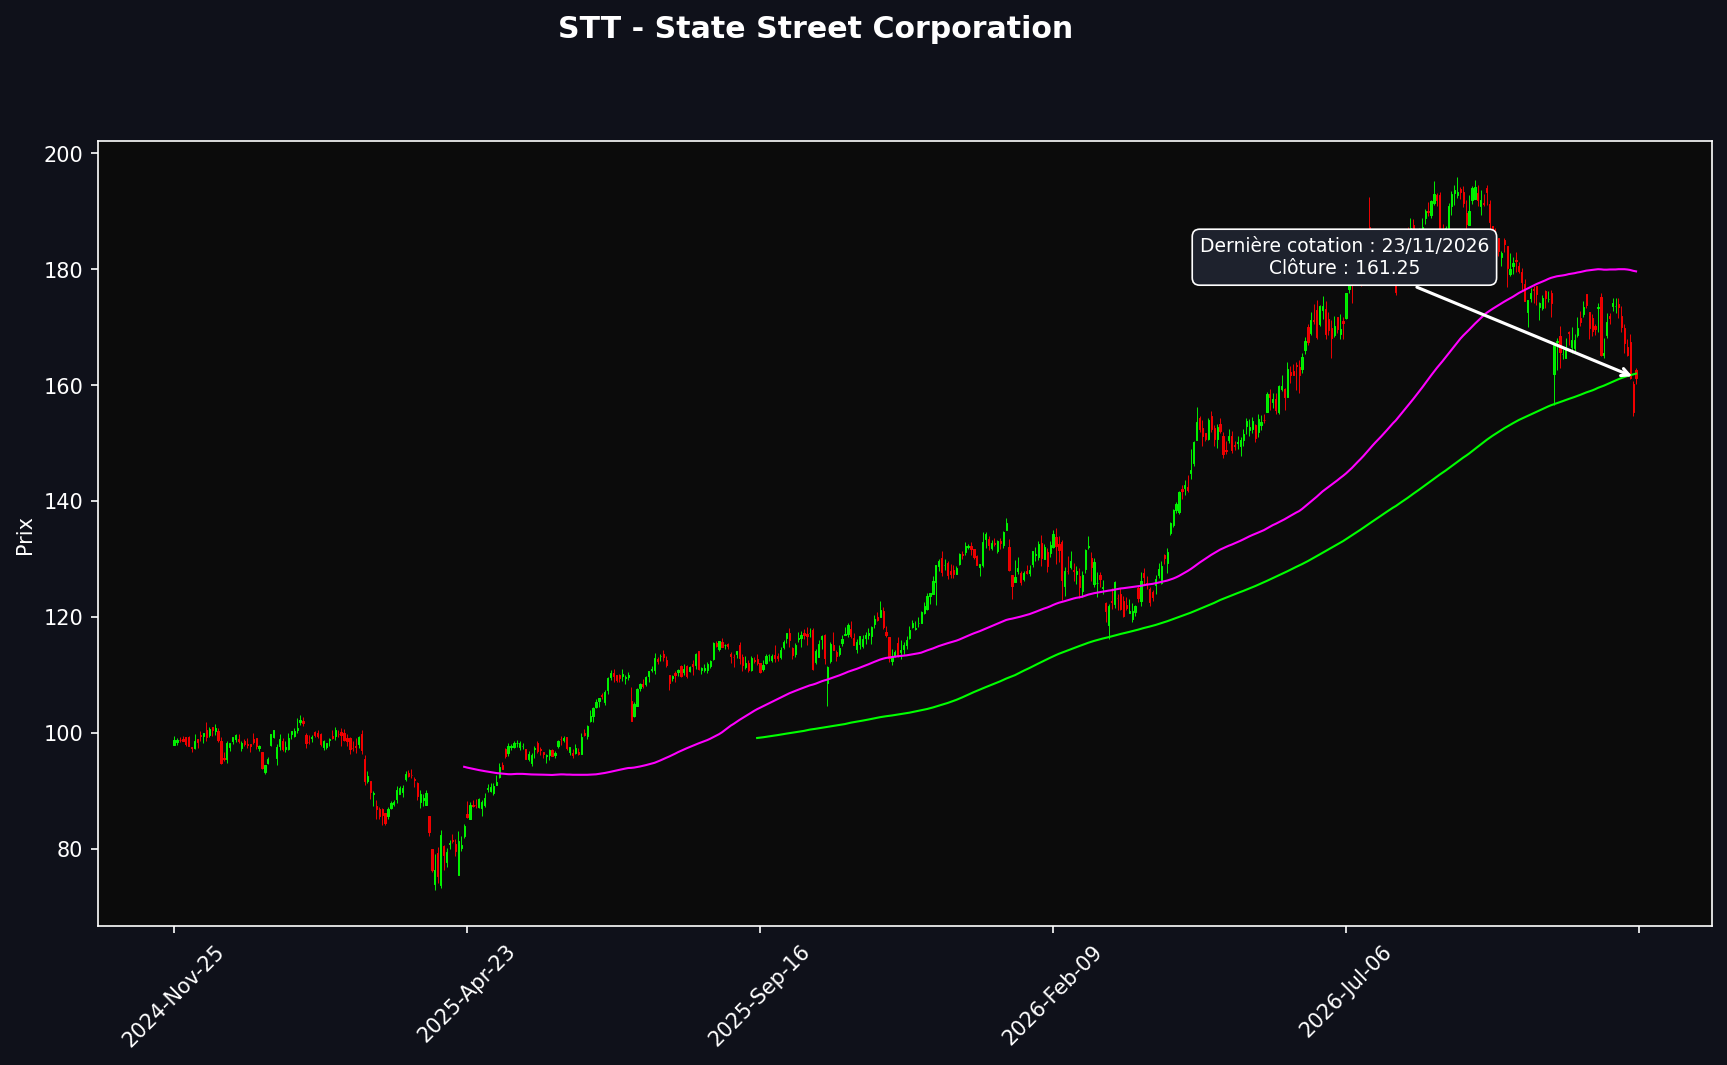 STT - State Street Corporation
200
180
160
140
120
100
80
Prix
Dernière cotation : 23/11/2026
Clôture : 161.25
2024-Nov-25
2025-Apr-23
2025-Sep-16
2026-Feb-09
2026-Jul-06